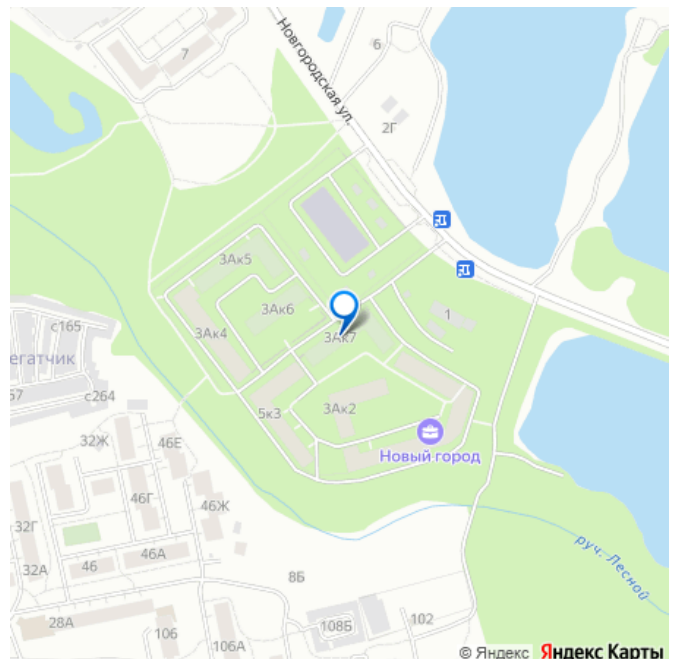 Новгородская ул.
6
7
2Г
3Ак5
3Ак6
1
с165
3Ак4
3Ак7
егатчик
57
с264
5к3
3Ак2
32Ж
46Е
Новый город
46Г
46Ж
32Г
46А
32А
46
8Б
руч. Лесной
28А
106
108Б
102
106А
© Яндекс Яндекс Карты